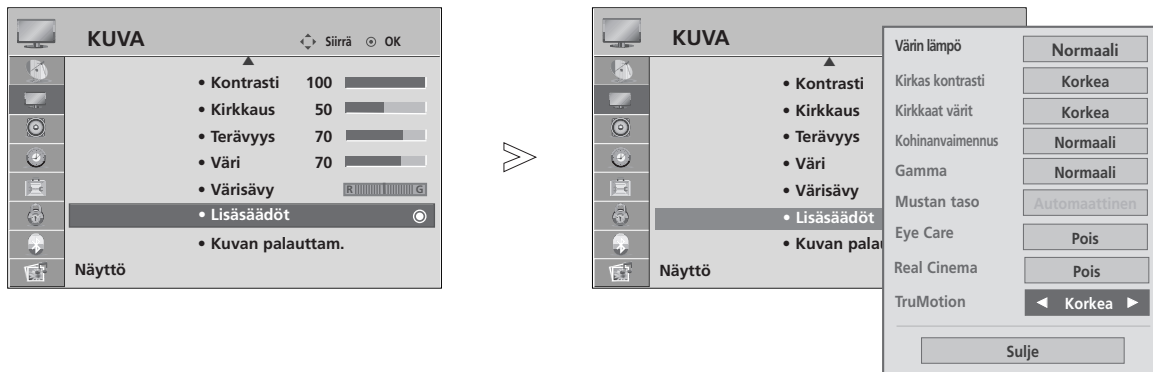 KUVA Siirrä OK
• Kontrasti 100
• Kirkkaus 50
• Terävyys 70
• Väri 70
• Värisävy R G
• Lisäsäädöt
• Kuvan palauttam.
Näyttö
KUVA
• Kontrasti
• Kirkkaus
• Terävyys
• Väri
• Värisävy
• Lisäsäädöt
• Kuvan pala
Näyttö
Värin lämpö Normaali
Kirkas kontrasti Korkea
Kirkkaat värit Korkea
Kohinanvaimennus Normaali
Gamma Normaali
Mustan taso Automaattinen
Eye Care Pois
Real Cinema Pois
TruMotion ◄ Korkea ►
Sulje